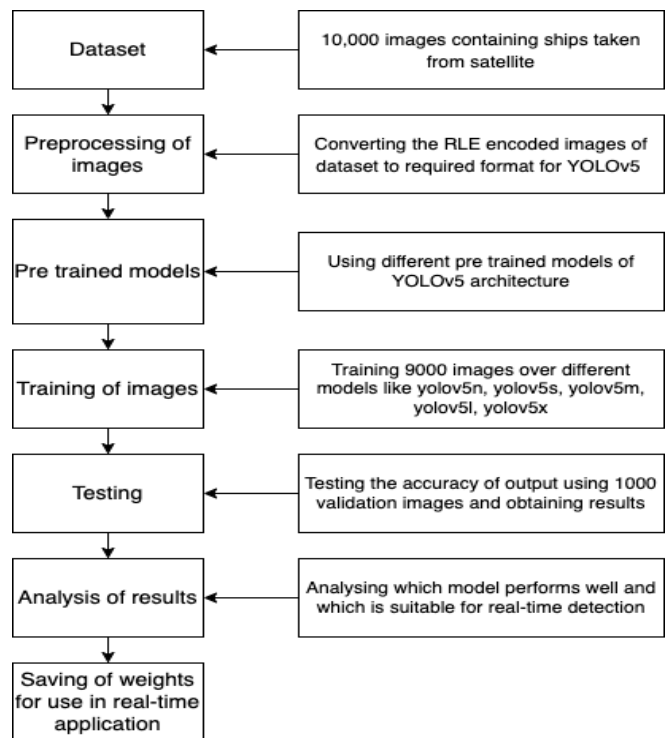 Dataset
10,000 images containing ships taken
from satellite
Preprocessing of
images
Converting the RLE encoded images of
dataset to required format for YOLOv5
Pre trained models
Using different pre trained models of
YOLOv5 architecture
Training of images
Training 9000 images over different
models like yolov5n, yolov5s, yolov5m,
yolov5l, yolov5x
Testing
Testing the accuracy of output using 1000
validation images and obtaining results
Analysis of results
Analysing which model performs well and
which is suitable for real-time detection
Saving of weights
for use in real-time
application